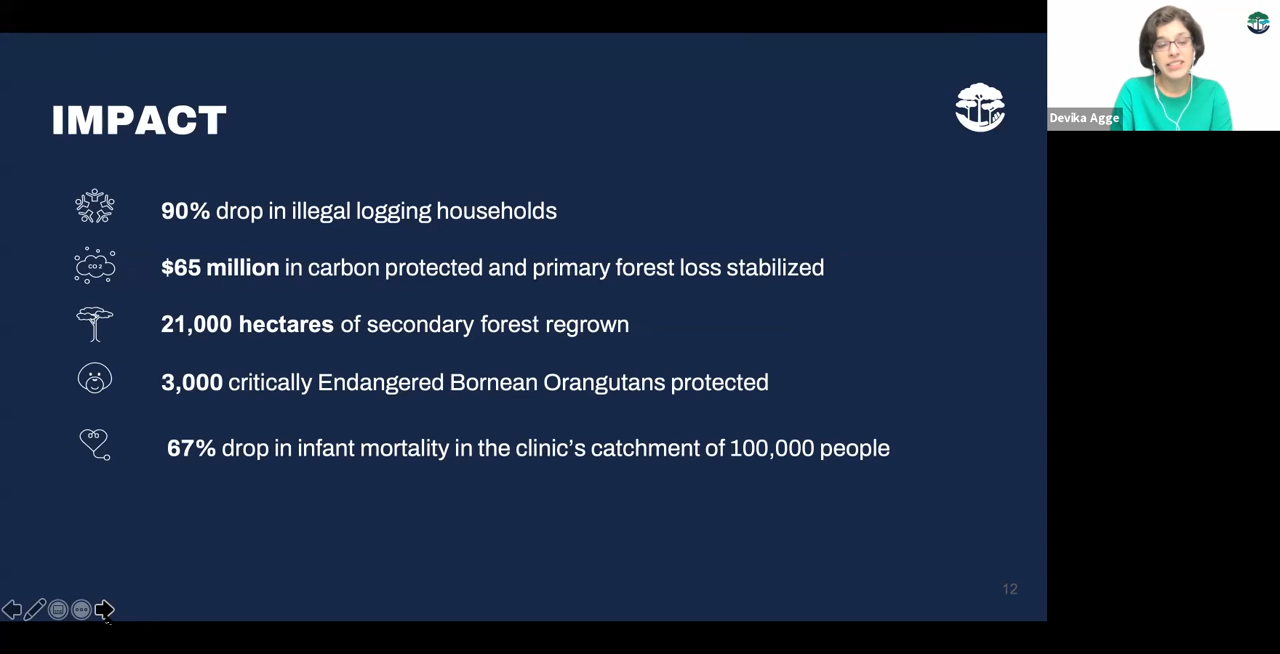 IMPACT
90% drop in illegal logging households
CO 2
$65 million in carbon protected and primary forest loss stabilized
21,000 hectares of secondary forest regrown
3,000 critically Endangered Bornean Orangutans protected
67% drop in infant mortality in the clinic’s catchment of 100,000 people
12
Devika Agge